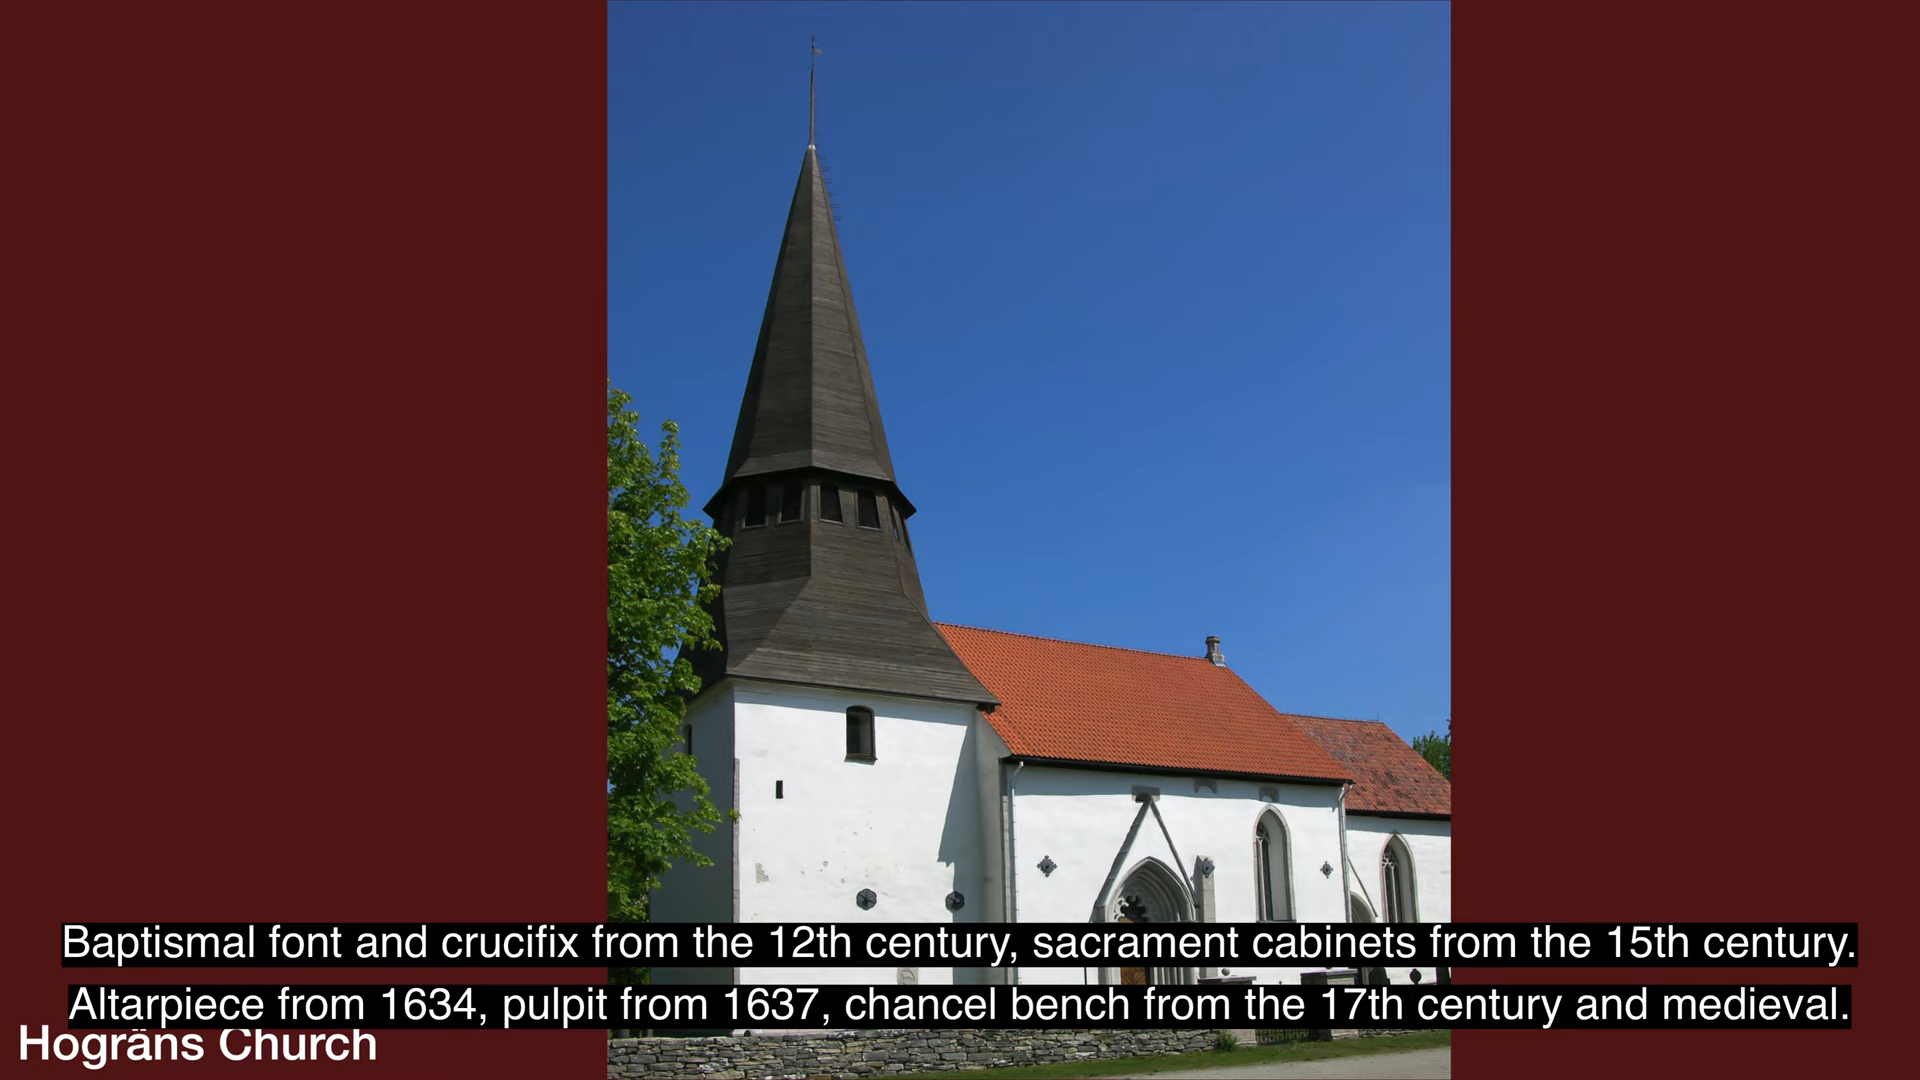 Baptismal font and crucifix from the 12th century, sacrament cabinets from the 15th century.
Altarpiece from 1634, pulpit from 1637, chancel bench from the 17th century and medieval.
Hogräns Church